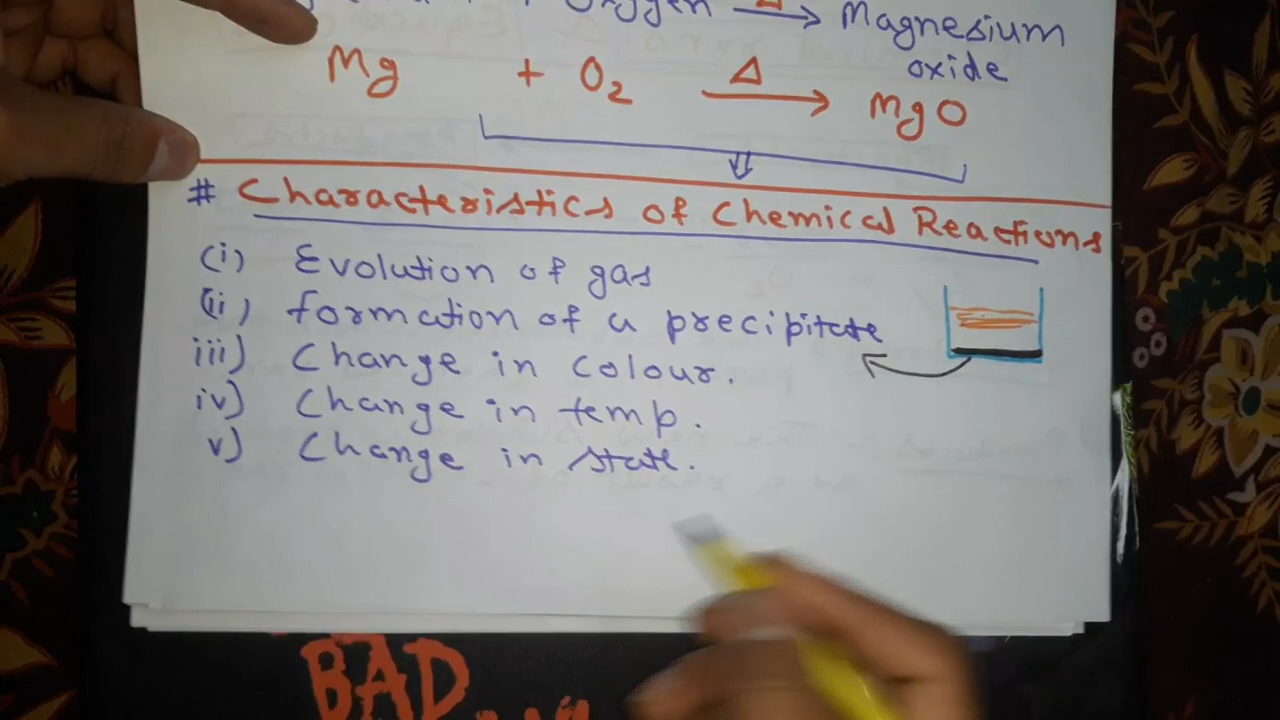 + Oxygen Δ → Magnesium
oxide
Mg + O₂ Δ → MgO
# Characteristics of Chemical Reactions
(i) Evolution of gas
(ii) formation of a precipitate
iii) Change in colour.
iv) Change in temp.
v) Change in state.
BAD